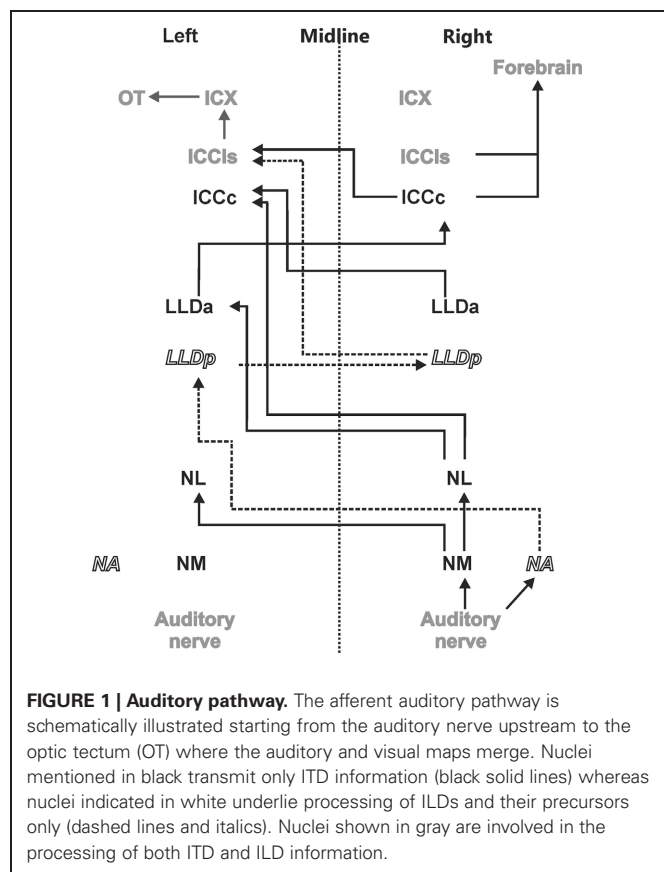 Left Midline Right
Forebrain
OT ICX ICX
ICCls ICCls
ICCc ICCc
LLDa LLDa
LLDp LLDp
NL NL
NA NM NM NA
Auditory nerve Auditory nerve
FIGURE 1 | Auditory pathway. The afferent auditory pathway is
schematically illustrated starting from the auditory nerve upstream to the
optic tectum (OT) where the auditory and visual maps merge. Nuclei
mentioned in black transmit only ITD information (black solid lines) whereas
nuclei indicated in white underlie processing of ILDs and their precursors
only (dashed lines and italics). Nuclei shown in gray are involved in the
processing of both ITD and ILD information.